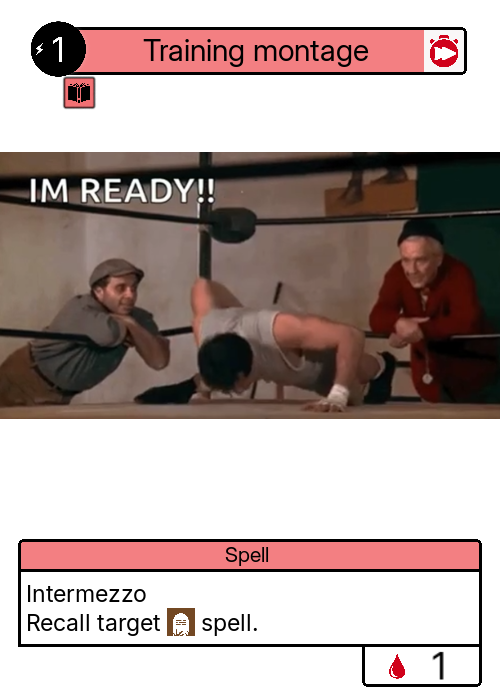 1
Training montage
IM READY!!
Spell
Intermezzo
Recall target spell.
1